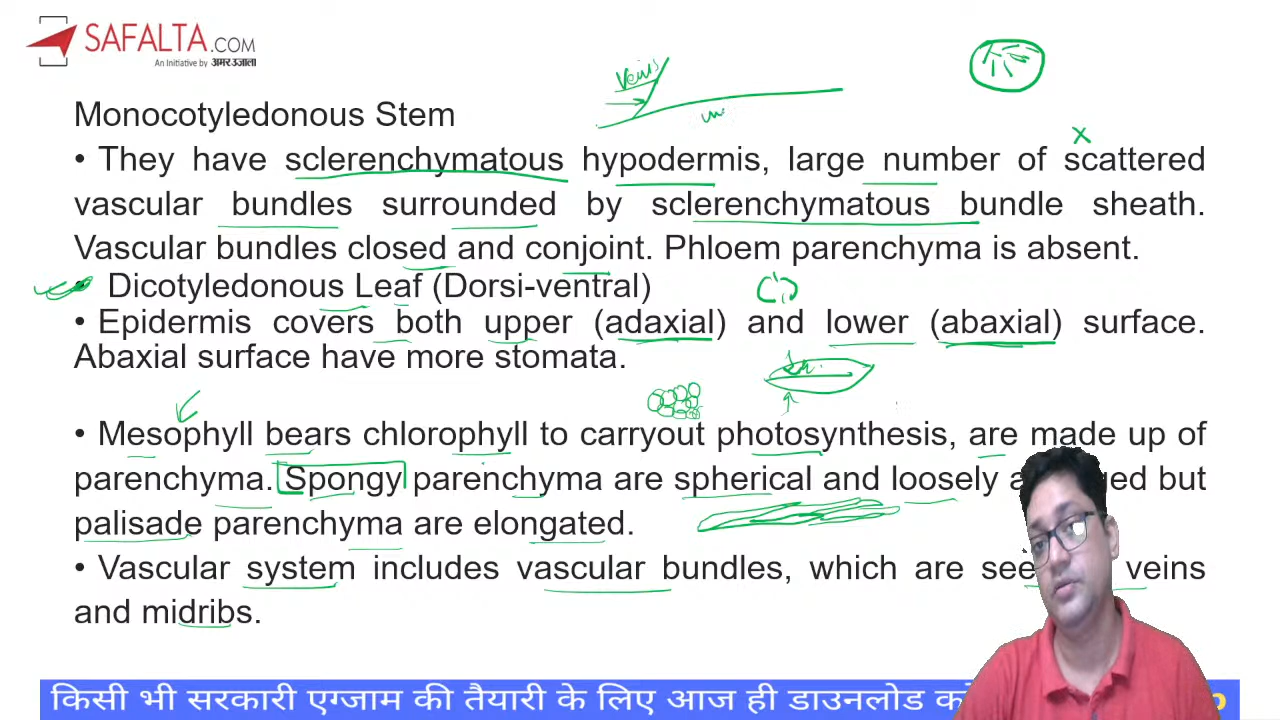 SAFALTA.COM
An Initiative by अमर उजाला
veins
Monocotyledonous Stem
x
• They have sclerenchymatous hypodermis, large number of scattered
vascular bundles surrounded by sclerenchymatous bundle sheath.
Vascular bundles closed and conjoint. Phloem parenchyma is absent.
• Dicotyledonous Leaf (Dorsi-ventral)
• Epidermis covers both upper (adaxial) and lower (abaxial) surface.
Abaxial surface have more stomata.
• Mesophyll bears chlorophyll to carryout photosynthesis, are made up of
parenchyma. Spongy parenchyma are spherical and loosely but
palisade parenchyma are elongated.
• Vascular system includes vascular bundles, which are veins
and midribs.
किसी भी सरकारी एग्जाम की तैयारी के लिए आज ही डाउनलोड